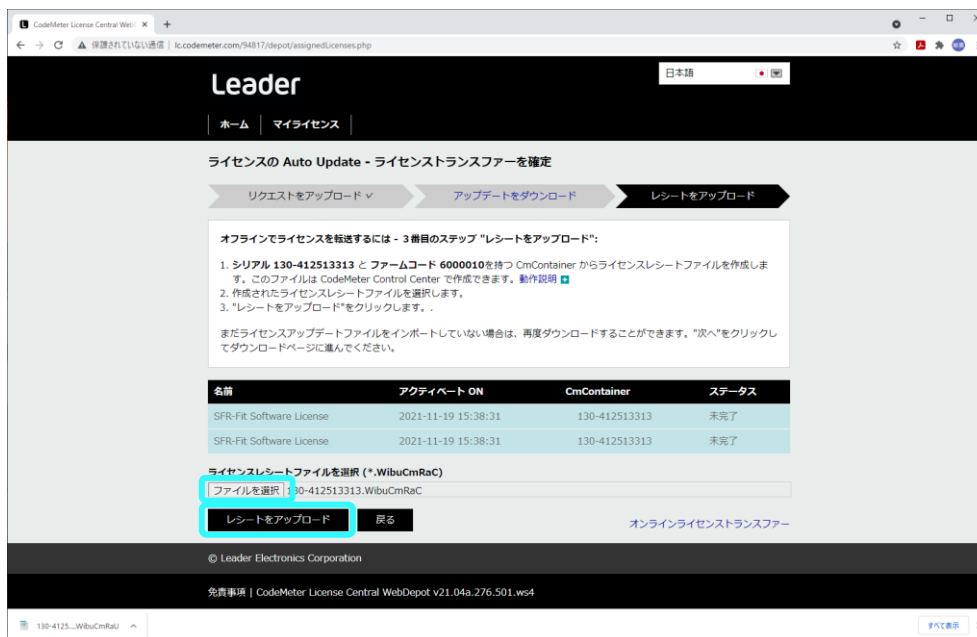 CodeMeter License Central WebD
保護されていない通信 | lc.codemeter.com/94817/depot/assignedLicenses.php
Leader
日本語
ホーム マイライセンス
ライセンスの Auto Update - ライセンストランスファーを確定
リクエストをアップロード ✓ アップデートをダウンロード レシートをアップロード
オフラインでライセンスを転送するには - 3番目のステップ "レシートをアップロード":
1. シリアル 130-412513313 と ファームコード 6000010を持つ CmContainer からライセンスレシートファイルを作成しま
す。このファイルは CodeMeter Control Center で作成できます。動作説明
2. 作成されたライセンスレシートファイルを選択します。
3. "レシートをアップロード"をクリックします。.
まだライセンスアップデートファイルをインポートしていない場合は、再度ダウンロードすることができます。"次へ"をクリックし
てダウンロードページに進んでください。
名前 アクティベート ON CmContainer ステータス
SFR-Fit Software License 2021-11-19 15:38:31 130-412513313 未完了
SFR-Fit Software License 2021-11-19 15:38:31 130-412513313 未完了
ライセンスレシートファイルを選択 (*.WibuCmRaC)
ファイルを選択 130-412513313.WibuCmRaC
レシートをアップロード 戻る オンラインライセンストランスファー
© Leader Electronics Corporation
免責事項 | CodeMeter License Central WebDepot v21.04a.276.501.ws4
130-4125....WibuCmRaU すべて表示